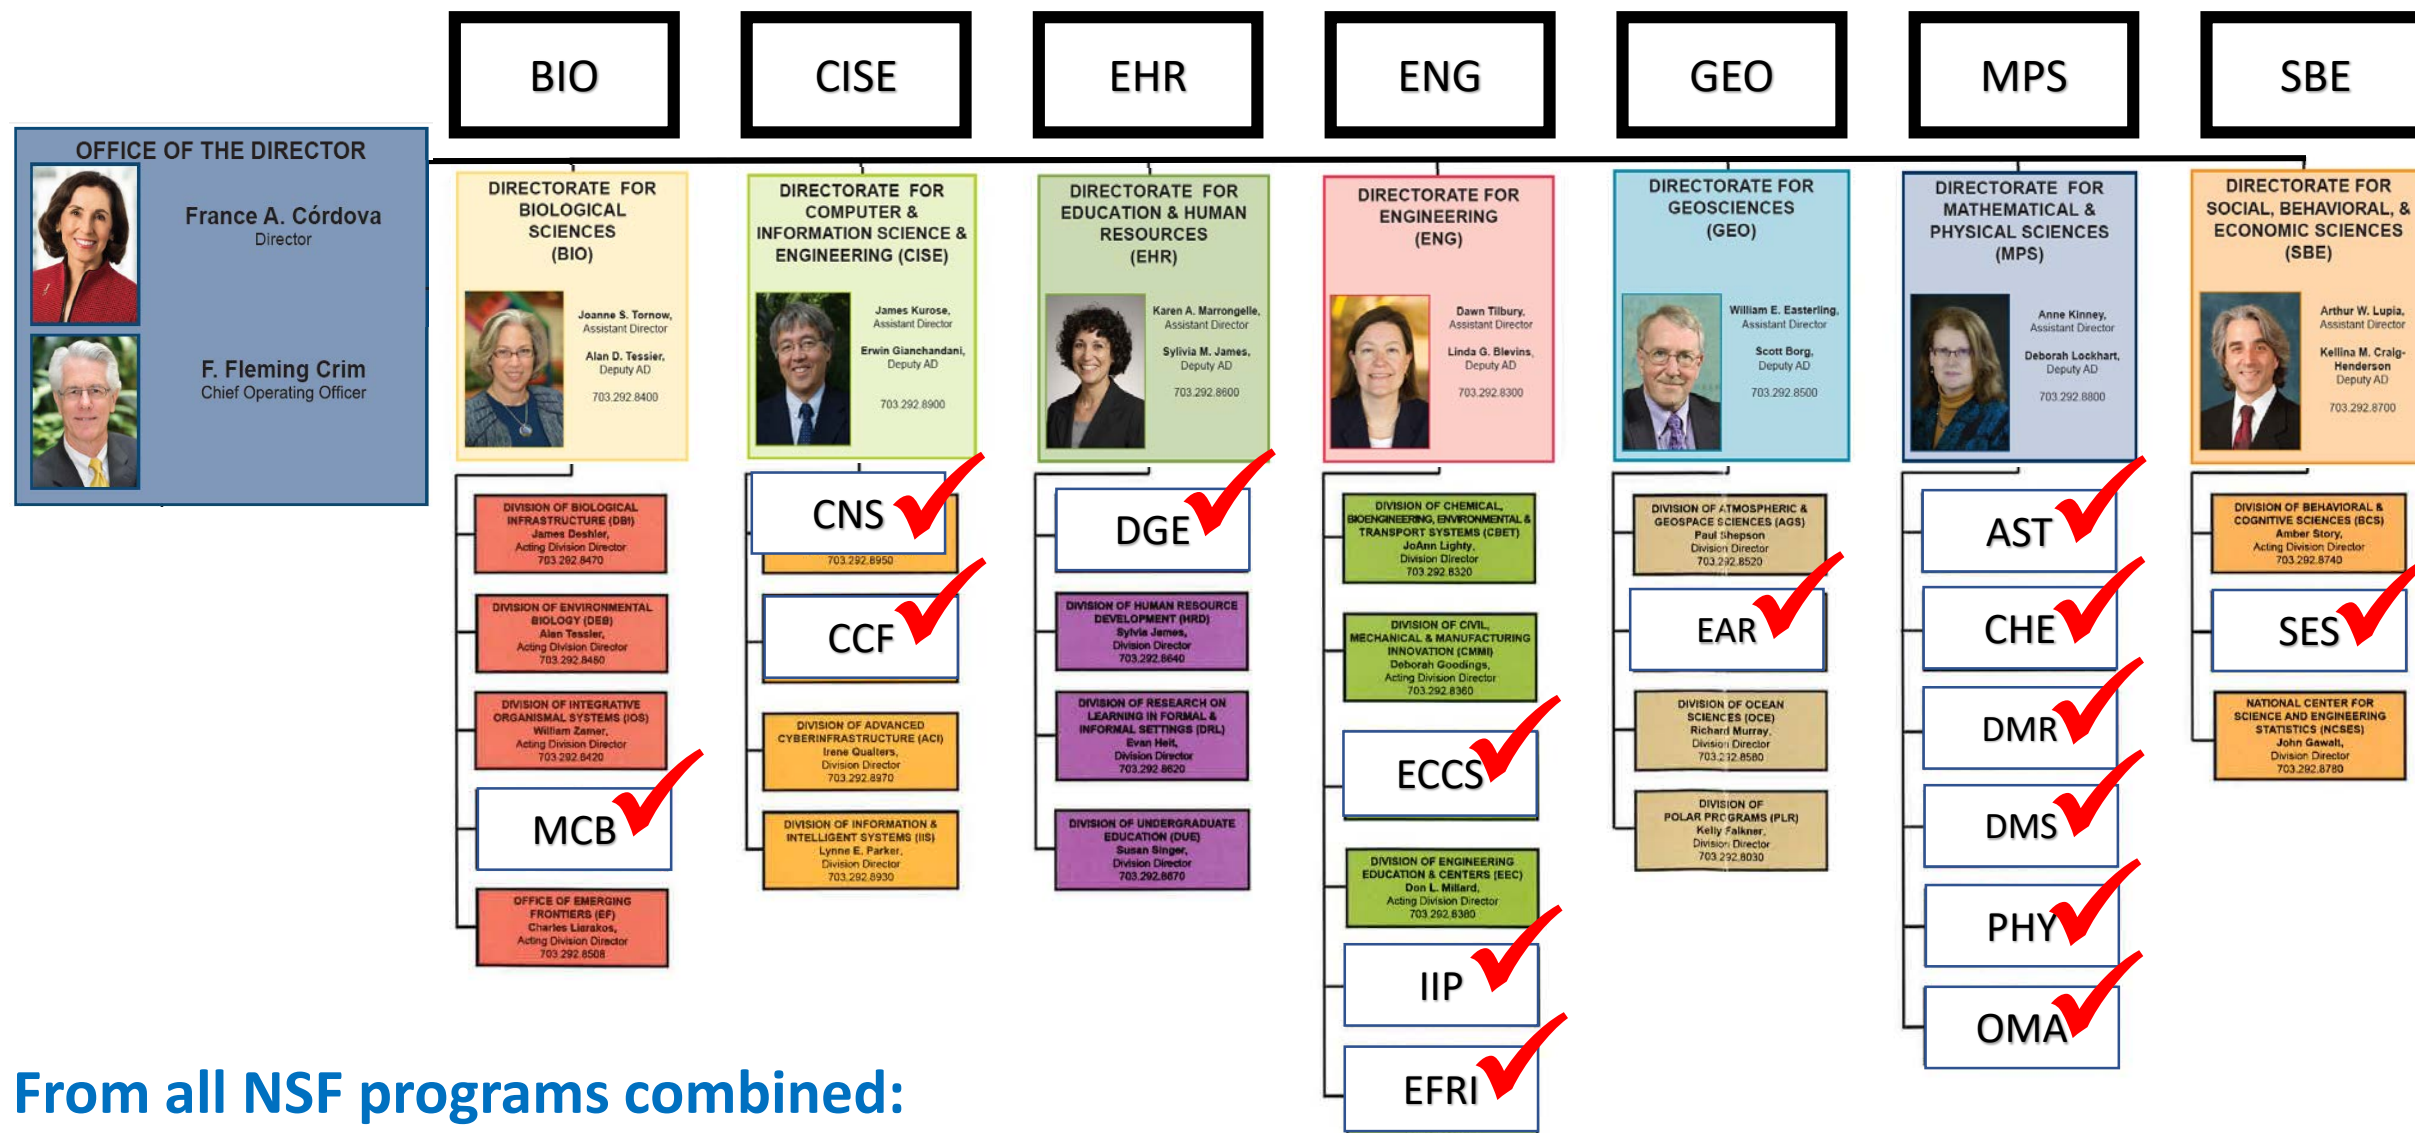 BIO
CISE
EHR
ENG
GEO
MPS
SBE
OFFICE OF THE DIRECTOR
France A. Córdova
Director
F. Fleming Crim
Chief Operating Officer
DIRECTORATE FOR
BIOLOGICAL
SCIENCES
(BIO)
Joanne S. Tornow,
Assistant Director
Alan D. Tessier,
Deputy AD
703.292.8400
DIVISION OF BIOLOGICAL
INFRASTRUCTURE (DBI)
James Deshler,
Acting Division Director
703.292.8470
DIVISION OF ENVIRONMENTAL
BIOLOGY (DEB)
Alan Tessier,
Acting Division Director
703.292.8480
DIVISION OF INTEGRATIVE
ORGANISMAL SYSTEMS (IOS)
William Zamer,
Acting Division Director
703.292.8420
MCB
OFFICE OF EMERGING
FRONTIERS (EF)
Charles Liarakos,
Acting Division Director
703.292.8508
DIRECTORATE FOR
COMPUTER &
INFORMATION SCIENCE &
ENGINEERING (CISE)
James Kurose,
Assistant Director
Erwin Gianchandani,
Deputy AD
703.292.8900
CNS
703.292.8950
CCF
DIVISION OF ADVANCED
CYBERINFRASTRUCTURE (ACI)
Irene Qualters,
Division Director
703.292.8970
DIVISION OF INFORMATION &
INTELLIGENT SYSTEMS (IIS)
Lynne E. Parker,
Division Director
703.292.8930
DIRECTORATE FOR
EDUCATION & HUMAN
RESOURCES
(EHR)
Karen A. Marrongelle,
Assistant Director
Sylivia M. James,
Deputy AD
703.292.8600
DGE
DIVISION OF HUMAN RESOURCE
DEVELOPMENT (HRD)
Sylvia James,
Division Director
703.292.8640
DIVISION OF RESEARCH ON
LEARNING IN FORMAL &
INFORMAL SETTINGS (DRL)
Evan Heit,
Division Director
703.292.8620
DIVISION OF UNDERGRADUATE
EDUCATION (DUE)
Susan Singer,
Division Director
703.292.8670
DIRECTORATE FOR
ENGINEERING
(ENG)
Dawn Tilbury,
Assistant Director
Linda G. Blevins,
Deputy AD
703.292.8300
DIVISION OF CHEMICAL,
BIOENGINEERING, ENVIRONMENTAL &
TRANSPORT SYSTEMS (CBET)
JoAnn Lighty,
Division Director
703.292.8320
DIVISION OF CIVIL,
MECHANICAL & MANUFACTURING
INNOVATION (CMMI)
Deborah Goodings,
Acting Division Director
703.292.8360
ECCS
DIVISION OF ENGINEERING
EDUCATION & CENTERS (EEC)
Don L. Millard,
Acting Division Director
703.292.8380
IIP
EFRI
DIRECTORATE FOR
GEOSCIENCES
(GEO)
William E. Easterling,
Assistant Director
Scott Borg,
Deputy AD
703.292.8500
DIVISION OF ATMOSPHERIC &
GEOSPACE SCIENCES (AGS)
Paul Shepson
Division Director
703.292.8520
EAR
DIVISION OF OCEAN
SCIENCES (OCE)
Richard Murray,
Division Director
703.292.8580
DIVISION OF
POLAR PROGRAMS (PLR)
Kelly Falkner,
Division Director
703.292.8030
DIRECTORATE FOR
MATHEMATICAL &
PHYSICAL SCIENCES
(MPS)
Anne Kinney,
Assistant Director
Deborah Lockhart,
Deputy AD
703.292.8800
AST
CHE
DMR
DMS
PHY
OMA
DIRECTORATE FOR
SOCIAL, BEHAVIORAL, &
ECONOMIC SCIENCES
(SBE)
Arthur W. Lupia,
Assistant Director
Kellina M. Craig-
Henderson
Deputy AD
703.292.8700
DIVISION OF BEHAVIORAL &
COGNITIVE SCIENCES (BCS)
Amber Story,
Acting Division Director
703.292.8740
SES
NATIONAL CENTER FOR
SCIENCE AND ENGINEERING
STATISTICS (NCSES)
John Gawalt,
Division Director
703.292.8780
From all NSF programs combined: